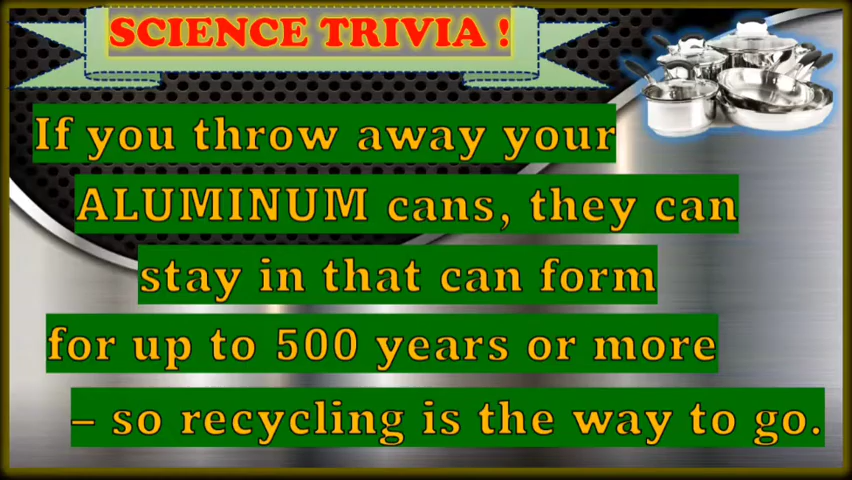 SCIENCE TRIVIA !
If you throw away your
ALUMINUM cans, they can
stay in that can form
for up to 500 years or more
– so recycling is the way to go.